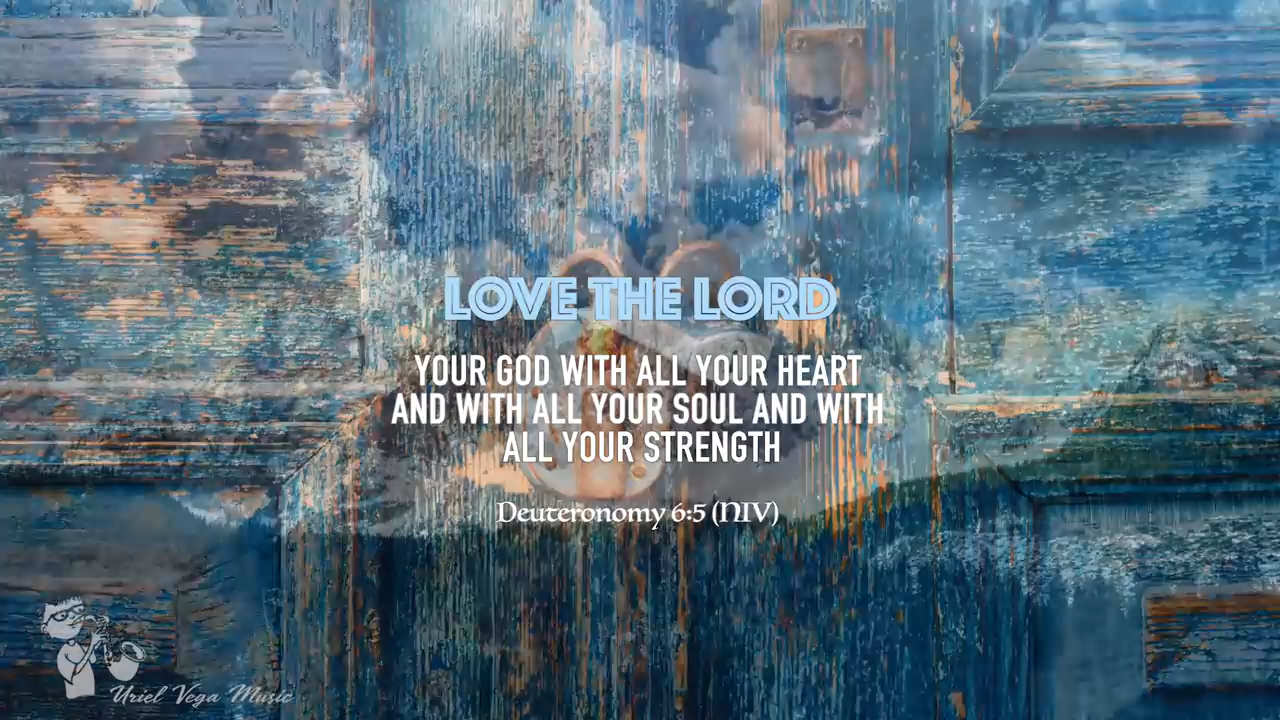 LOVE THE LORD
YOUR GOD WITH ALL YOUR HEART
AND WITH ALL YOUR SOUL AND WITH
ALL YOUR STRENGTH
Deuteronomy 6:5 (NIV)
Uriel Vega Music